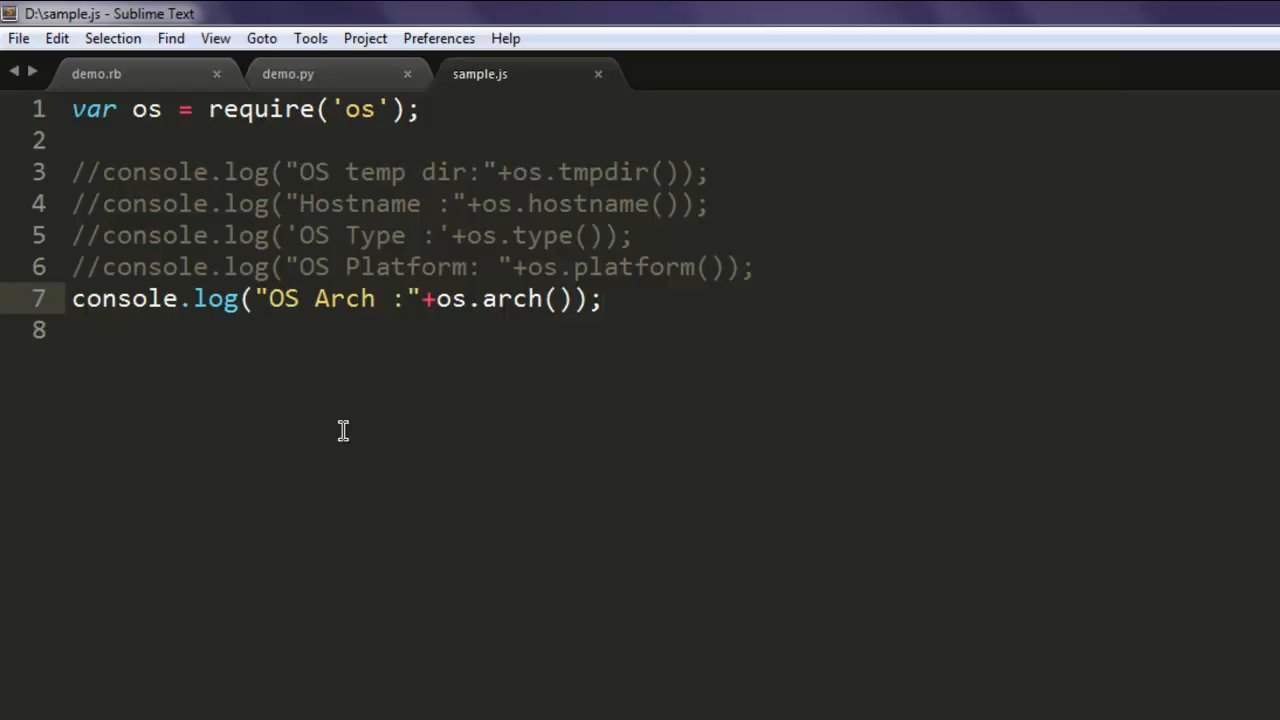 D:\sample.js - Sublime Text
File Edit Selection Find View Goto Tools Project Preferences Help
demo.rb × demo.py × sample.js ×
1 var os = require('os');
2
3 //console.log("OS temp dir:"+os.tmpdir());
4 //console.log("Hostname :"+os.hostname());
5 //console.log('OS Type :'+os.type());
6 //console.log("OS Platform: "+os.platform());
7 console.log("OS Arch :"+os.arch());
8